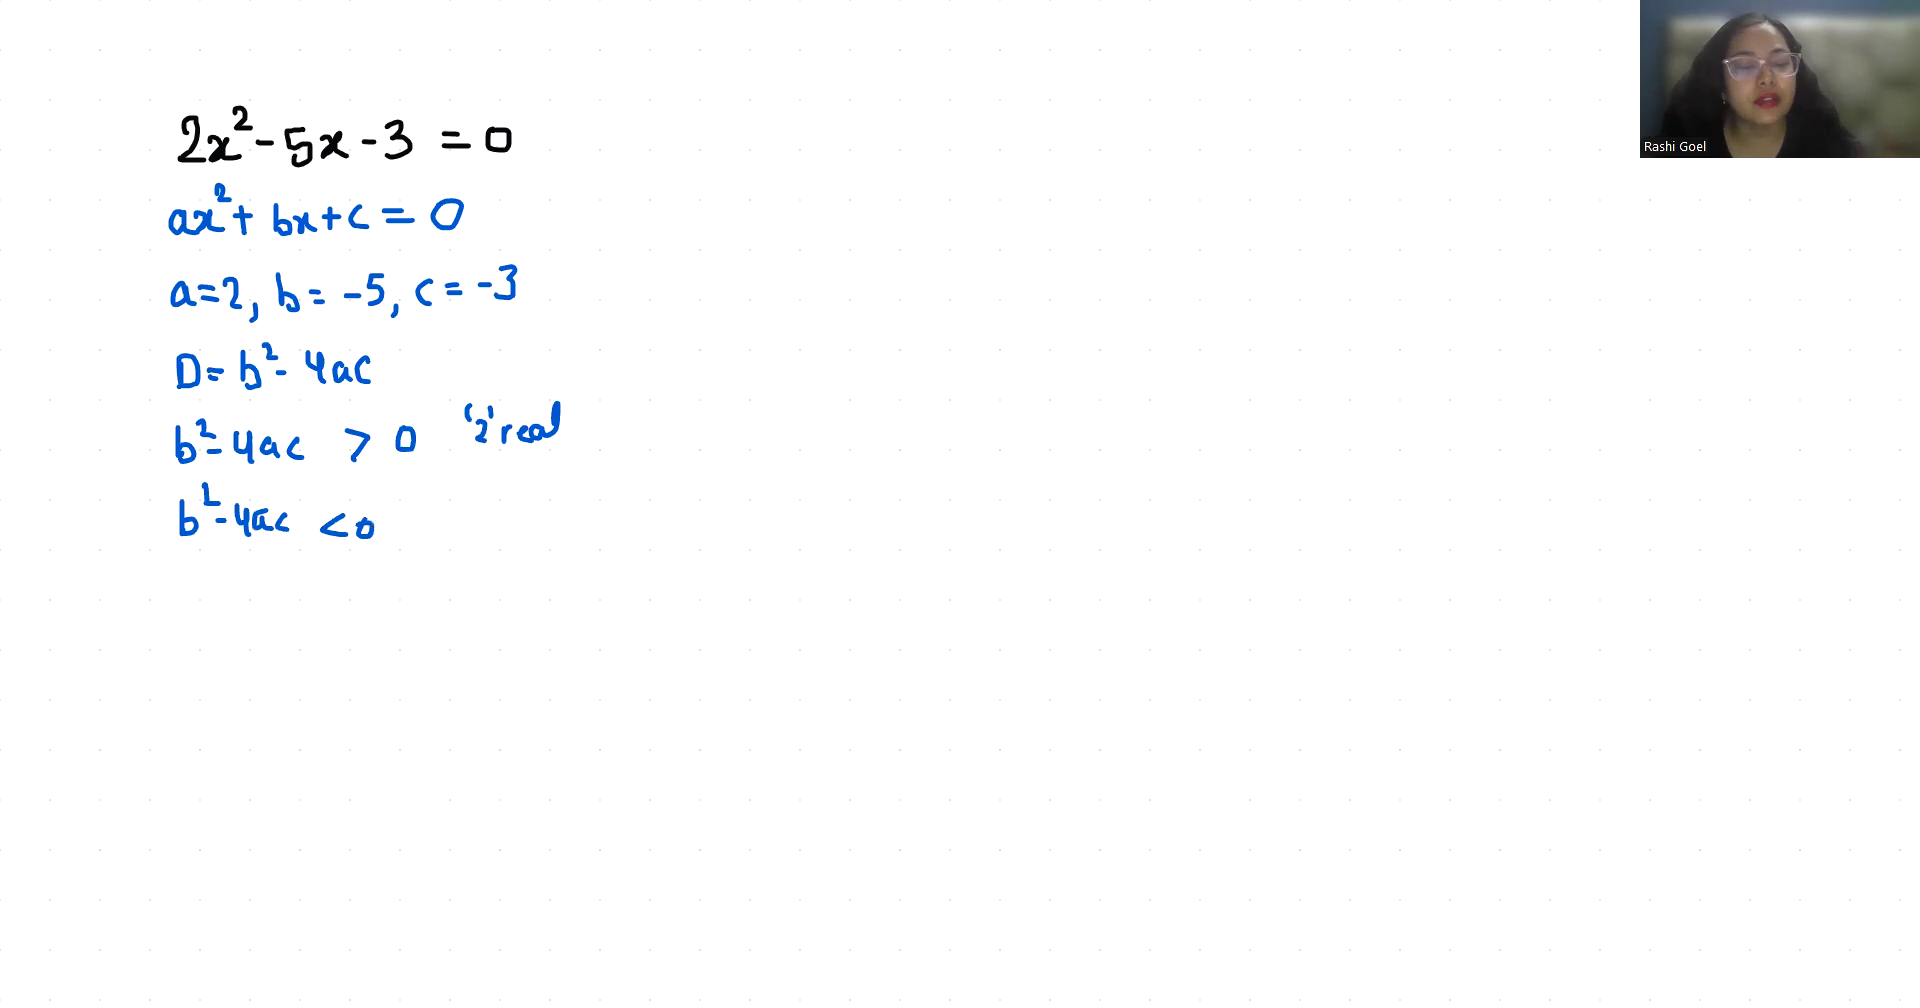 2x² - 5x - 3 = 0
ax² + bx + c = 0
a=2, b= -5, c= -3
D= b² - 4ac
b² - 4ac > 0 '2' real
b² - 4ac < 0
Rashi Goel